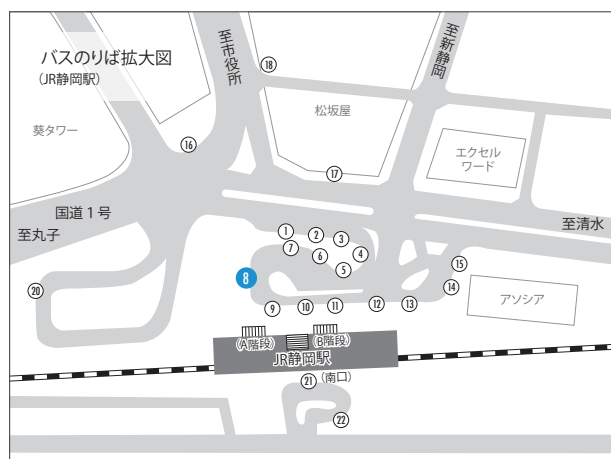 バスのりば拡大図
(JR静岡駅)
至市役所
至新静岡
⑱
松坂屋
葵タワー
⑯
エクセル
ワード
⑰
国道1号
至丸子
至清水
①
②
③
④
⑤
⑥
⑦
8
⑨
⑩
⑪
⑫
⑬
⑭
⑮
アソシア
⑳
(A階段)
(B階段)
JR静岡駅
㉑
(南口)
㉒